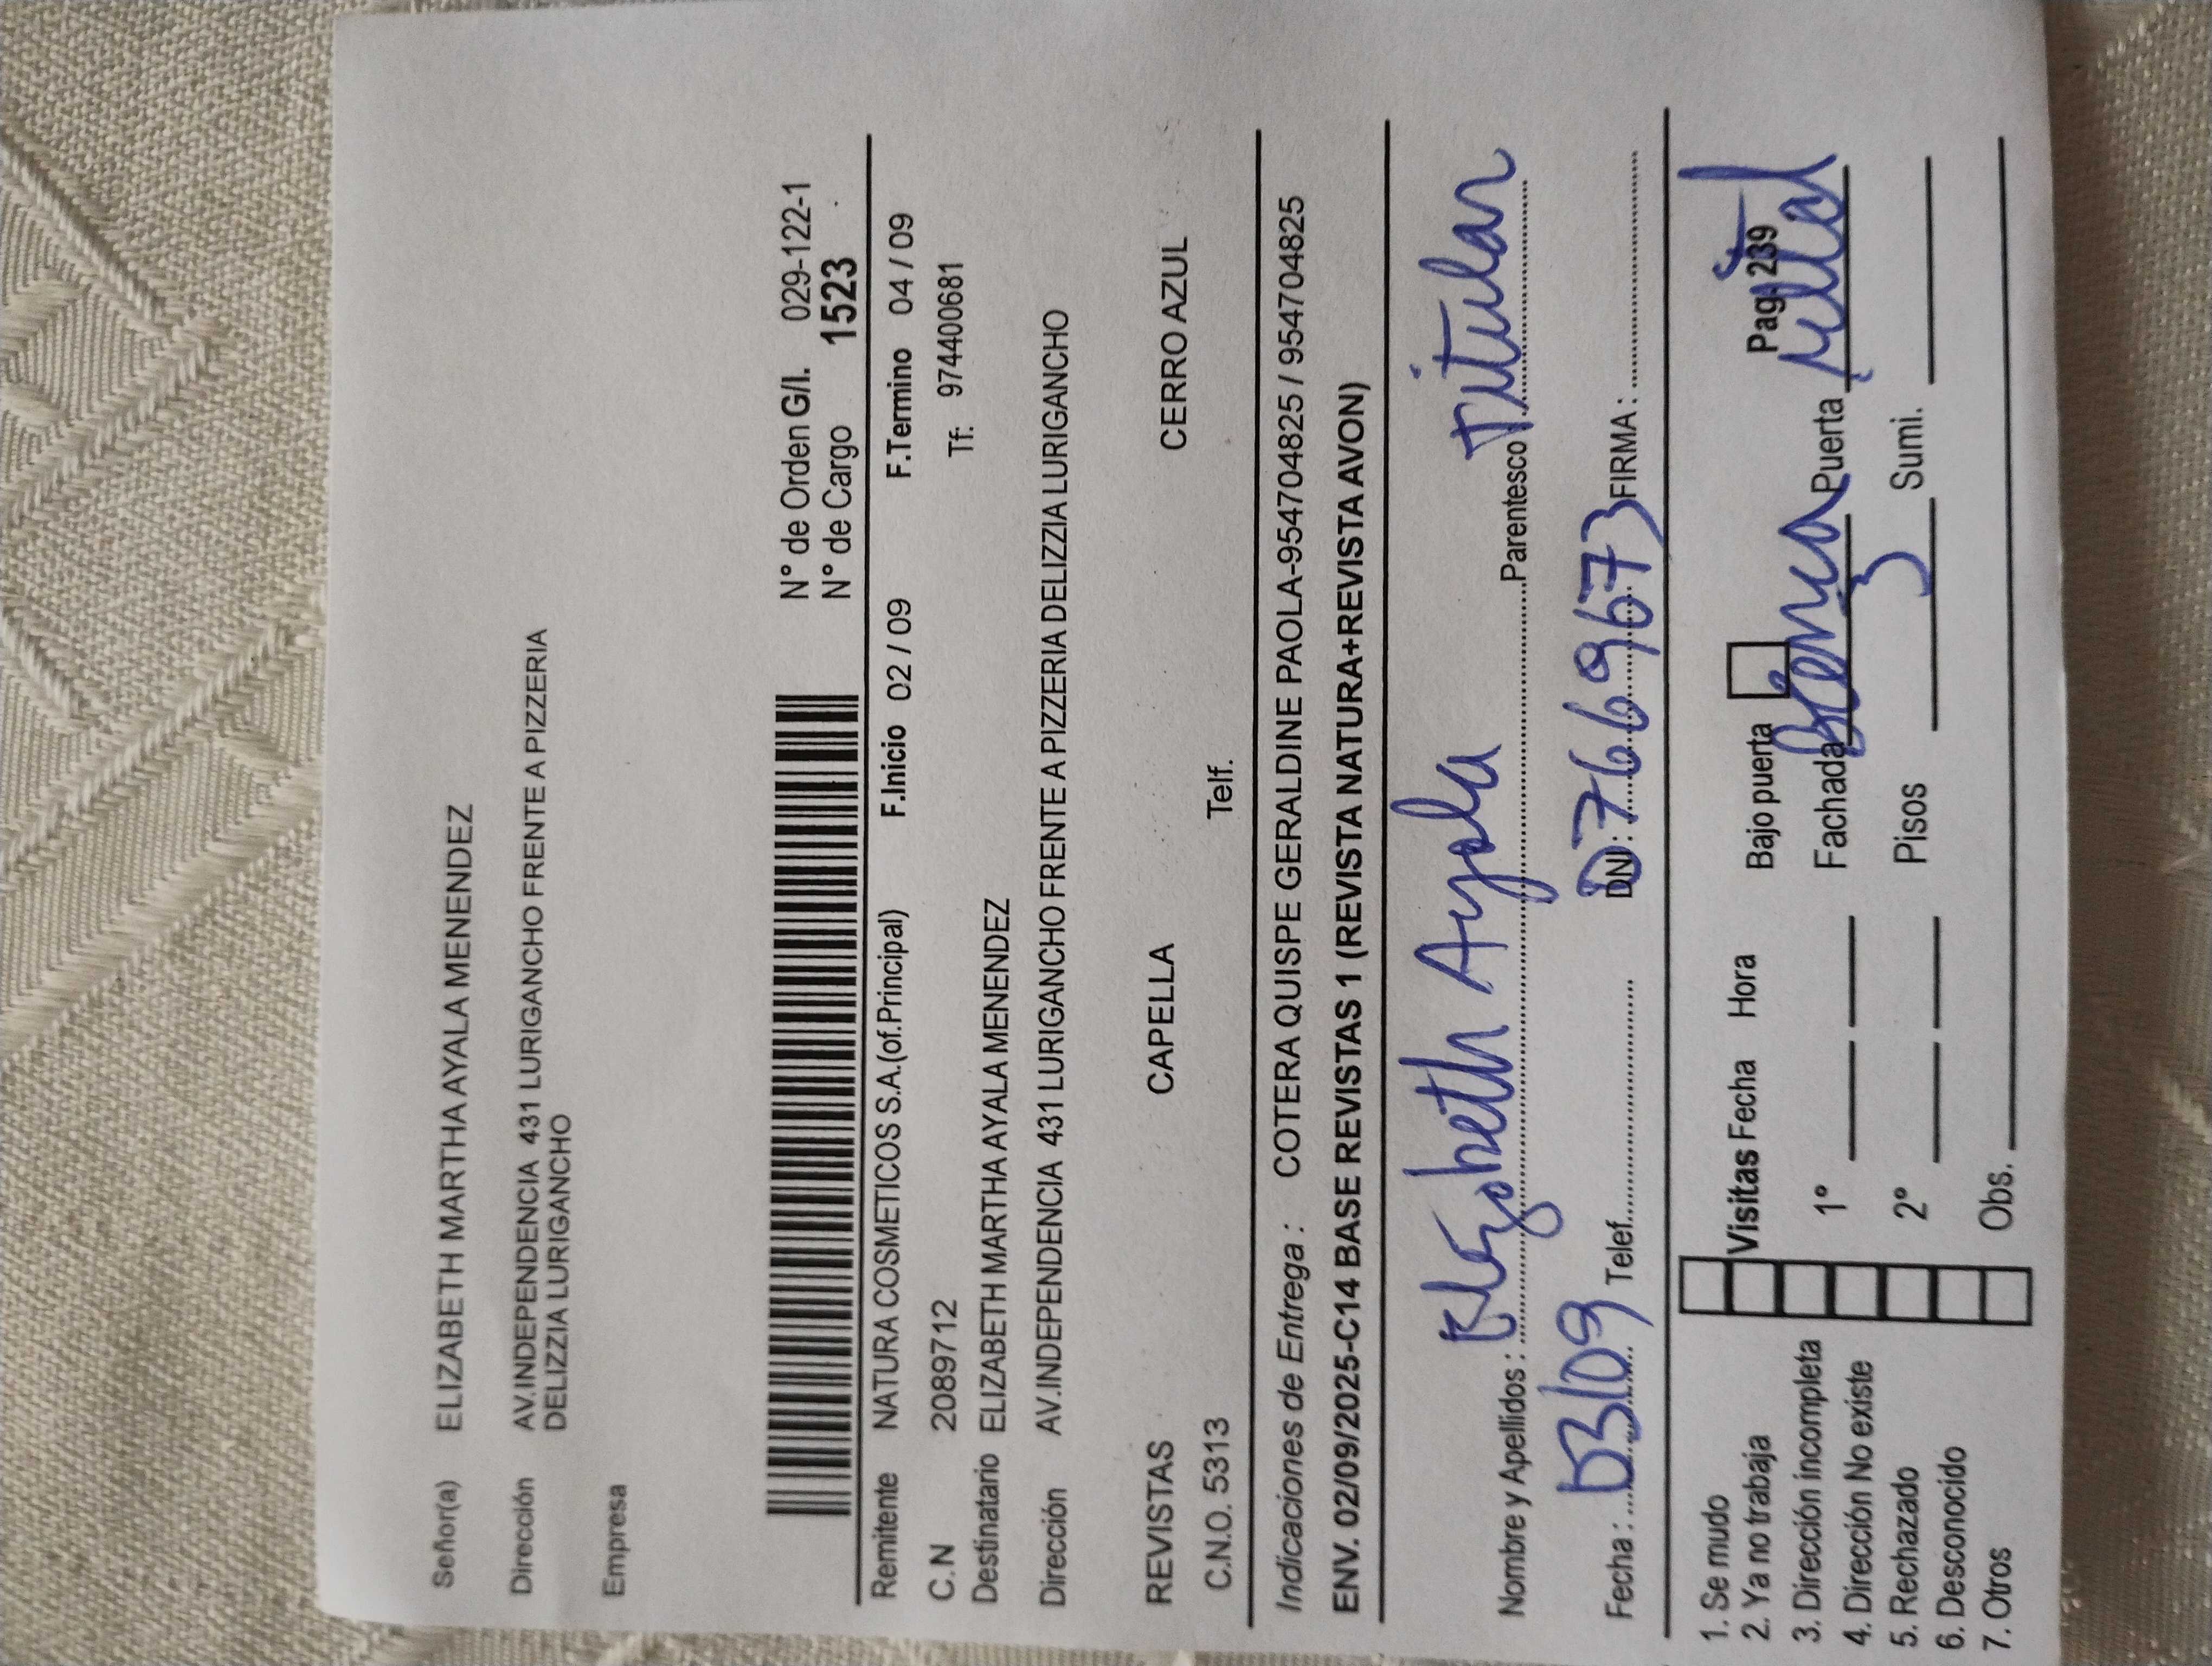 Señor(a) ELIZABETH MARTHA AYALA MENENDEZ
Dirección AV.INDEPENDENCIA 431 LURIGANCHO FRENTE A PIZZERIA
DELIZZIA LURIGANCHO
Empresa
N° de Orden G/I. 029-122-1
N° de Cargo 1523
Remitente NATURA COSMETICOS S.A.(of.Principal) F.Inicio 02 / 09 F.Termino 04 / 09
C.N 2089712 Tf: 974400681
Destinatario ELIZABETH MARTHA AYALA MENENDEZ
Dirección AV.INDEPENDENCIA 431 LURIGANCHO FRENTE A PIZZERIA DELIZZIA LURIGANCHO
REVISTAS CAPELLA CERRO AZUL
C.N.O. 5313 Telf.
Indicaciones de Entrega : COTERA QUISPE GERALDINE PAOLA-954704825 / 954704825
ENV. 02/09/2025-C14 BASE REVISTAS 1 (REVISTA NATURA+REVISTA AVON)
Nombre y Apellidos : Elizabeth Ayala Parentesco titular
Fecha : 03/09 Telef. DNI : 07669673 FIRMA :
1. Se mudo
2. Ya no trabaja Visitas Fecha Hora Bajo puerta Pag. 239
3. Dirección incompleta 1° Fachada blanca Puerta metal
4. Dirección No existe
5. Rechazado 2° Pisos 3 Sumi.
6. Desconocido
7. Otros Obs.